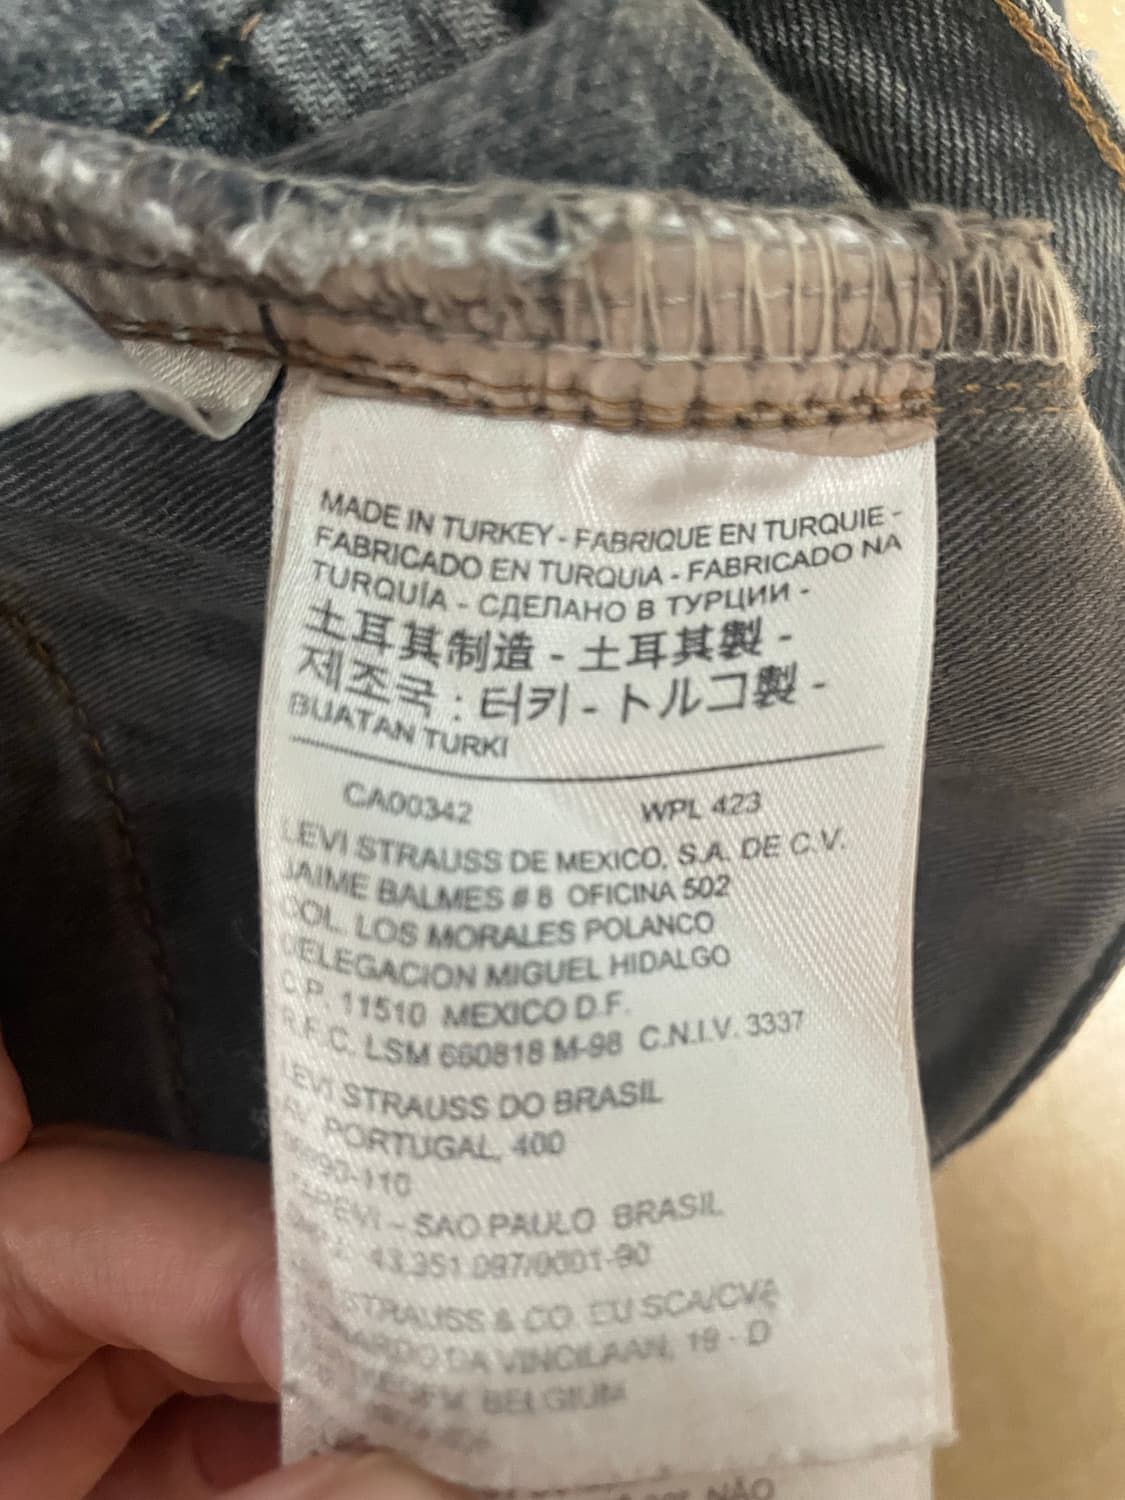 MADE IN TURKEY - FABRIQUE EN TURQUIE -
FABRICADO EN TURQUIA - FABRICADO NA
TURQUÍA - СДЕЛАНО В ТУРЦИИ -
土耳其制造 - 土耳其製 -
제조국 : 터키 - トルコ製 -
BUATAN TURKI
CA00342 WPL 423
LEVI STRAUSS DE MEXICO, S.A. DE C.V.
JAIME BALMES # 8 OFICINA 502
COL. LOS MORALES POLANCO
DELEGACION MIGUEL HIDALGO
C.P. 11510 MEXICO D.F.
R.F.C. LSM 660818 M-98 C.N.I.V. 3337
LEVI STRAUSS DO BRASIL
AV. PORTUGAL, 400
-110
- SAO PAULO BRASIL
43.351.097/0001-90
STRAUSS & CO. EU SCA/CVA
DA VINCILAAN, 19 - D
BELGIUM
NÃO